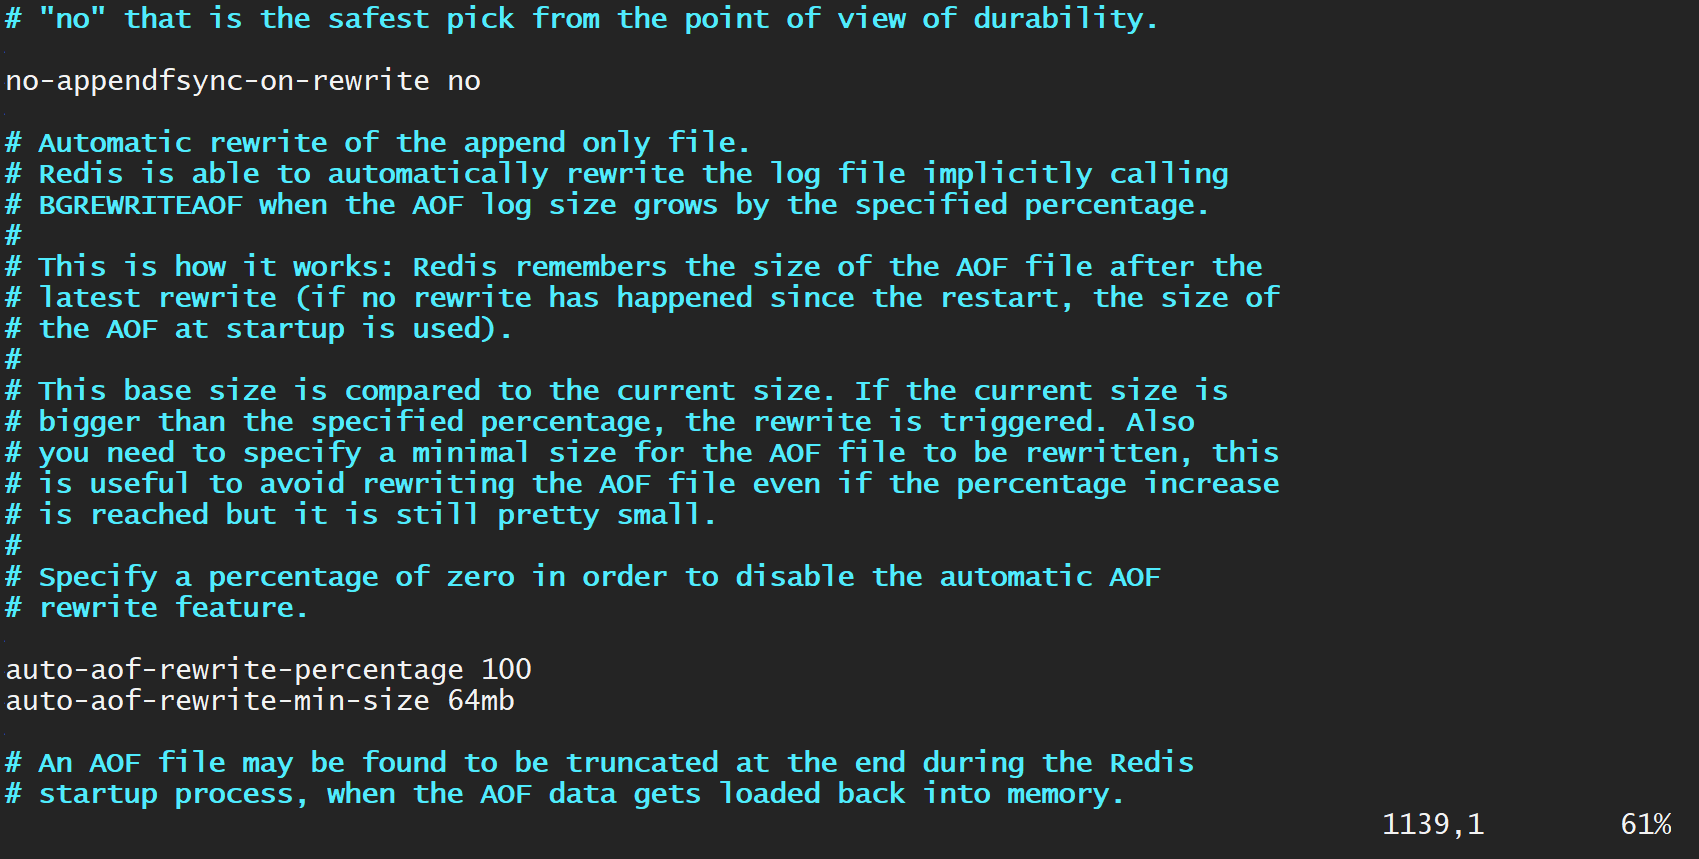 # "no" that is the safest pick from the point of view of durability.
no-appendfsync-on-rewrite no
# Automatic rewrite of the append only file.
# Redis is able to automatically rewrite the log file implicitly calling
# BGREWRITEAOF when the AOF log size grows by the specified percentage.
#
# This is how it works: Redis remembers the size of the AOF file after the
# latest rewrite (if no rewrite has happened since the restart, the size of
# the AOF at startup is used).
#
# This base size is compared to the current size. If the current size is
# bigger than the specified percentage, the rewrite is triggered. Also
# you need to specify a minimal size for the AOF file to be rewritten, this
# is useful to avoid rewriting the AOF file even if the percentage increase
# is reached but it is still pretty small.
#
# Specify a percentage of zero in order to disable the automatic AOF
# rewrite feature.
auto-aof-rewrite-percentage 100
auto-aof-rewrite-min-size 64mb
# An AOF file may be found to be truncated at the end during the Redis
# startup process, when the AOF data gets loaded back into memory.
1139,1 61%